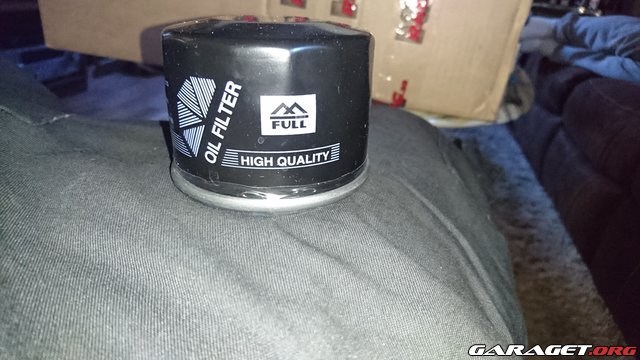 OIL FILTER
FULL
HIGH QUALITY
GARAGET.ORG